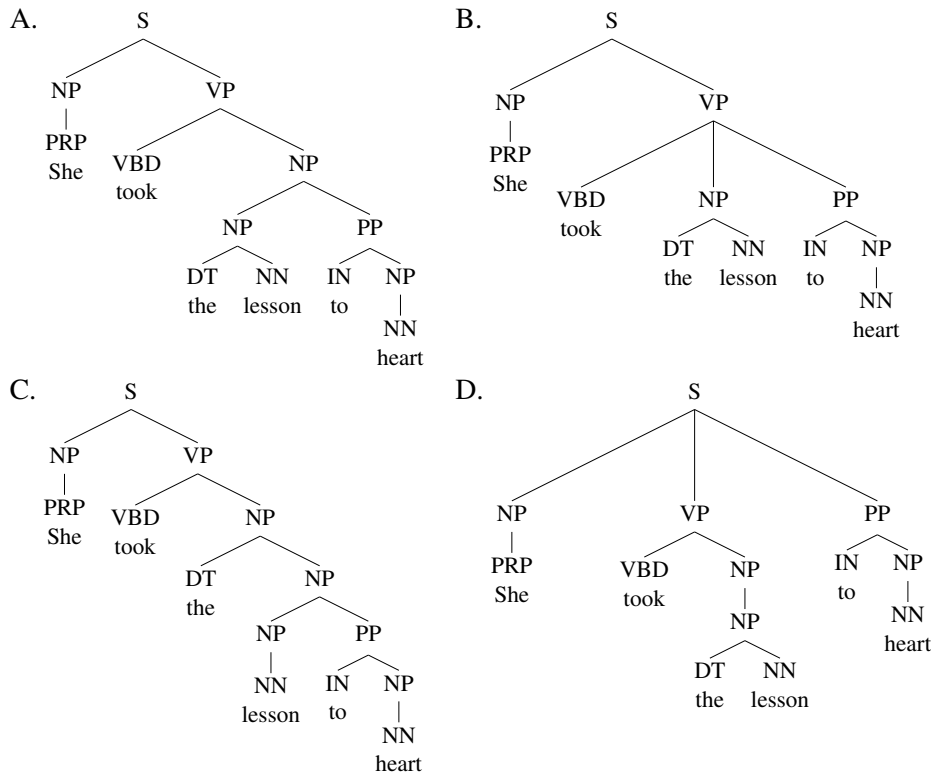 A.
S
NP VP
PRP
She
VBD
took
NP
NP PP
DT NN IN NP
the lesson to
NN
heart
B.
S
NP VP
PRP
She
VBD NP PP
took
DT NN IN NP
the lesson to
NN
heart
C.
S
NP VP
PRP VBD NP
She took
DT NP
the
NP PP
NN IN NP
lesson to
NN
heart
D.
S
NP VP PP
PRP VBD NP IN NP
She took to
NP NN
heart
DT NN
the lesson